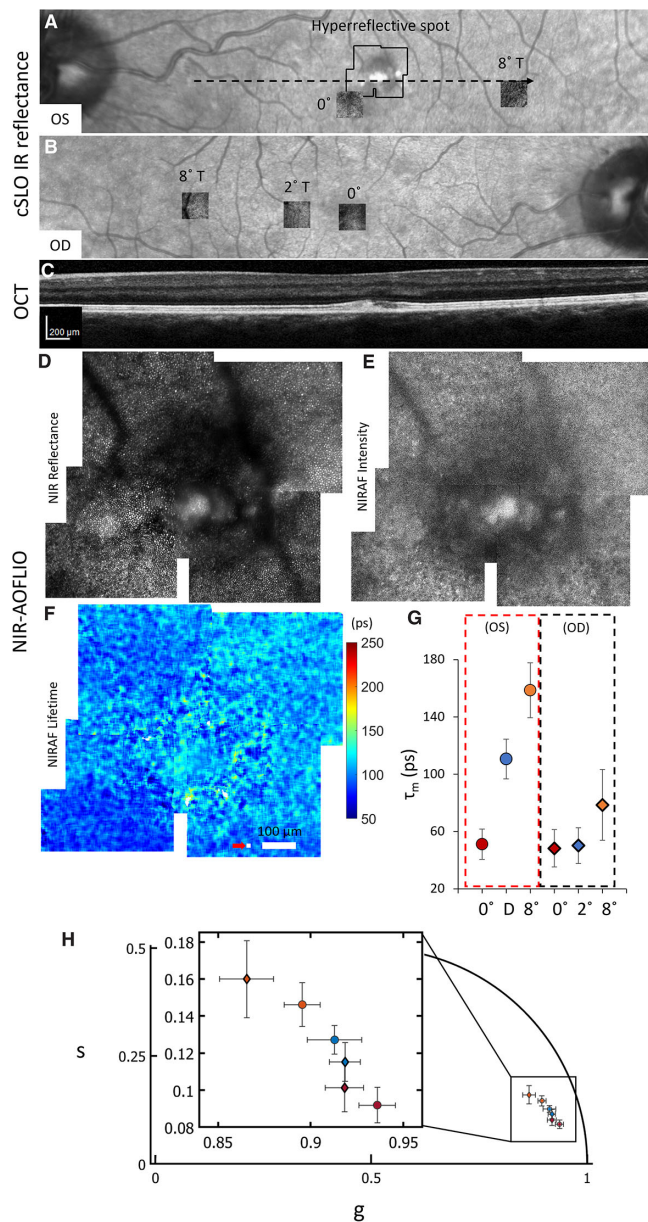 A
Hyperreflective spot
0° 8° T
OS
cSLO IR reflectance
B
8° T 2° T 0°
OD
C
OCT
200 µm
D
NIR Reflectance
E
NIRAF Intensity
NIR-AOFLIO
F
NIRAF Lifetime
(ps)
250
200
150
100
50
100 µm
G
(OS) (OD)
180
140
100
60
20
τm (ps)
0° D 8° 0° 2° 8°
H
0.5
0.25
0
S
0.18
0.16
0.14
0.12
0.1
0.08
0.85 0.9 0.95
0 0.5 1
g